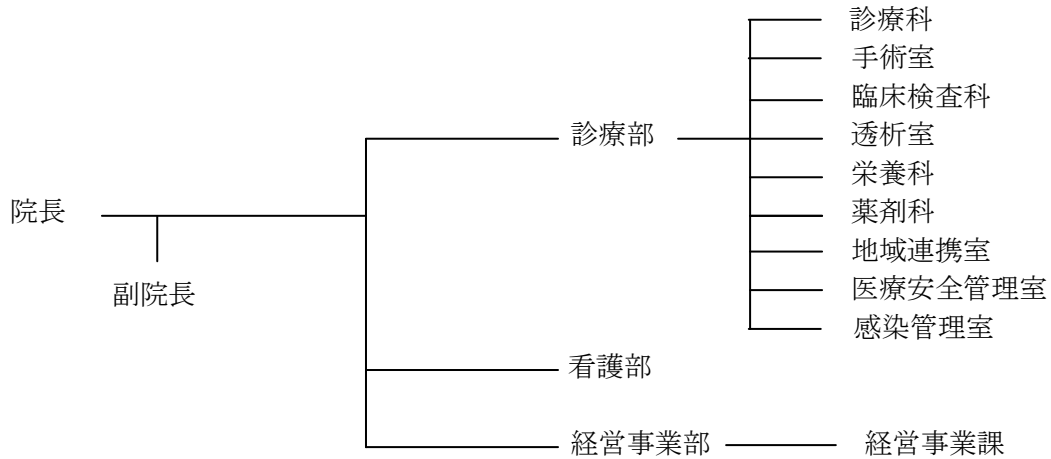 診療科
手術室
臨床検査科
診療部
透析室
栄養科
院長
薬剤科
地域連携室
副院長
医療安全管理室
感染管理室
看護部
経営事業部
経営事業課